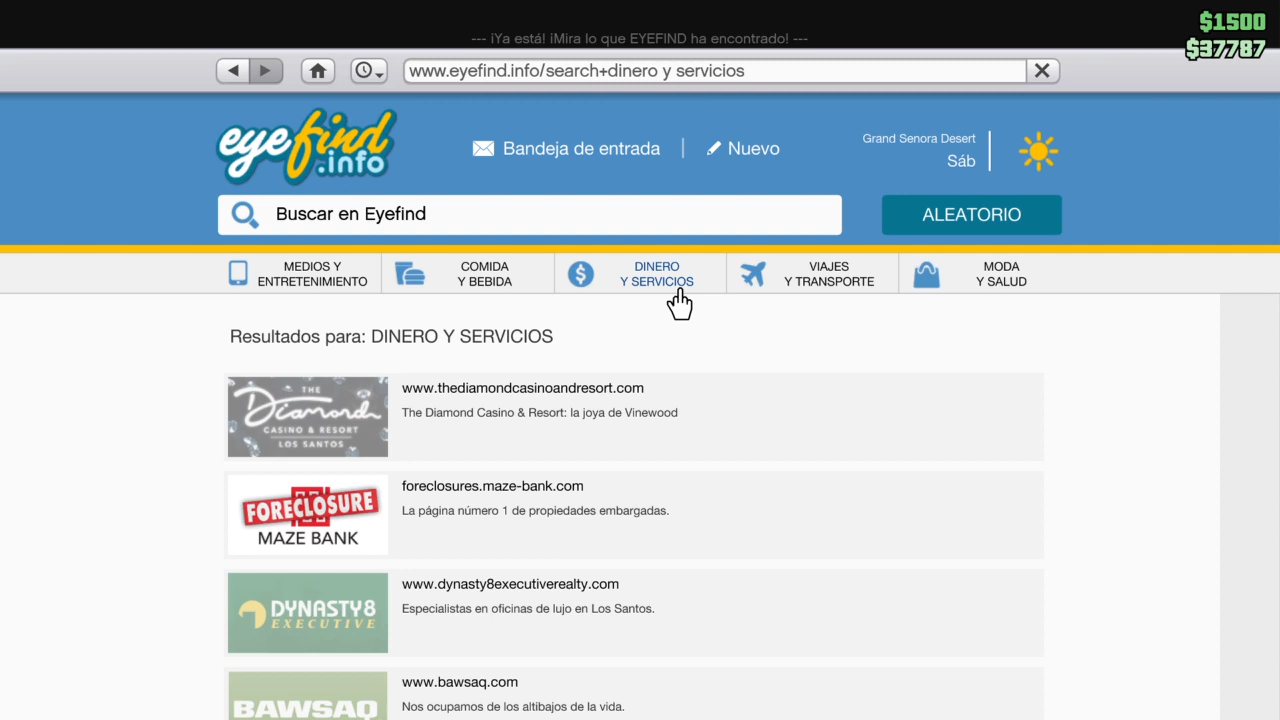 $1500
--- ¡Ya está! ¡Mira lo que EYEFIND ha encontrado! ---
$37787
www.eyefind.info/search+dinero y servicios
eyefind
.info
Bandeja de entrada
Nuevo
Grand Senora Desert
Sáb
Buscar en Eyefind
ALEATORIO
MEDIOS Y
ENTRETENIMIENTO
COMIDA
Y BEBIDA
DINERO
Y SERVICIOS
VIAJES
Y TRANSPORTE
MODA
Y SALUD
Resultados para: DINERO Y SERVICIOS
THE
Diamond
CASINO & RESORT
LOS SANTOS
www.thediamondcasinoandresort.com
The Diamond Casino & Resort: la joya de Vinewood
FORECLOSURE
MAZE BANK
foreclosures.maze-bank.com
La página número 1 de propiedades embargadas.
DYNASTY8
EXECUTIVE
www.dynasty8executiverealty.com
Especialistas en oficinas de lujo en Los Santos.
BAWSAQ
www.bawsaq.com
Nos ocupamos de los altibajos de la vida.